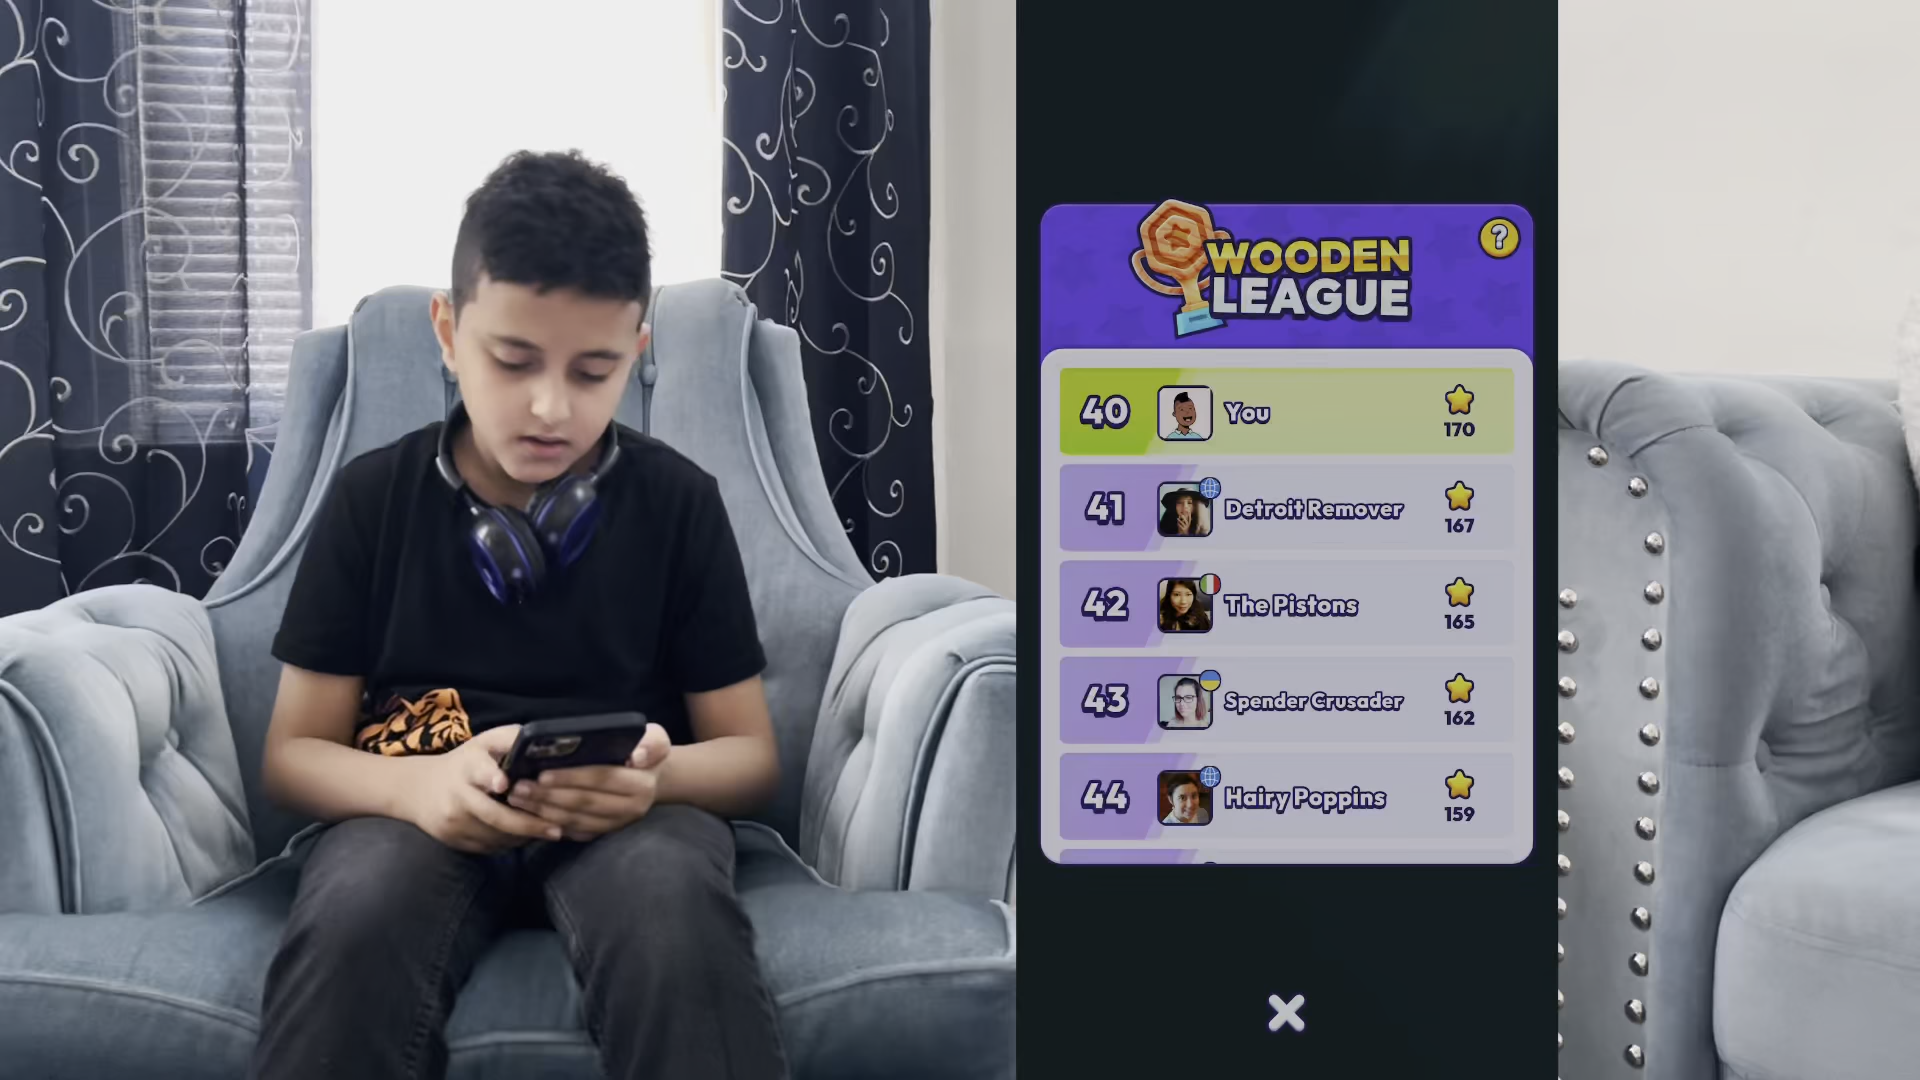 WOODEN
LEAGUE
?
40 You 170
41 Detroit Remover 167
42 The Pistons 165
43 Spender Crusader 162
44 Hairy Poppins 159